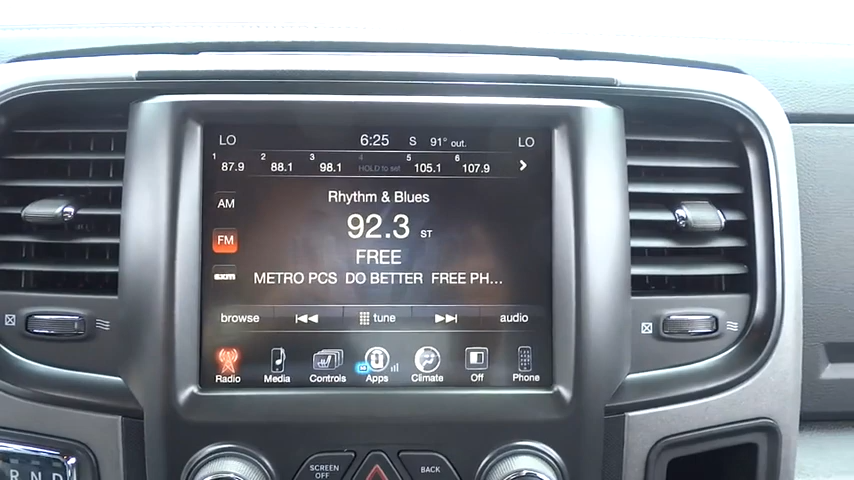 LO 6:25 S 91° out. LO
1 87.9 2 88.1 3 98.1 4 HOLD to set 5 105.1 6 107.9
Rhythm & Blues
AM
92.3 ST
FM
FREE
sxm
METRO PCS DO BETTER FREE PH...
browse tune audio
Radio Media Controls Apps Climate Off Phone
R N D
SCREEN OFF BACK